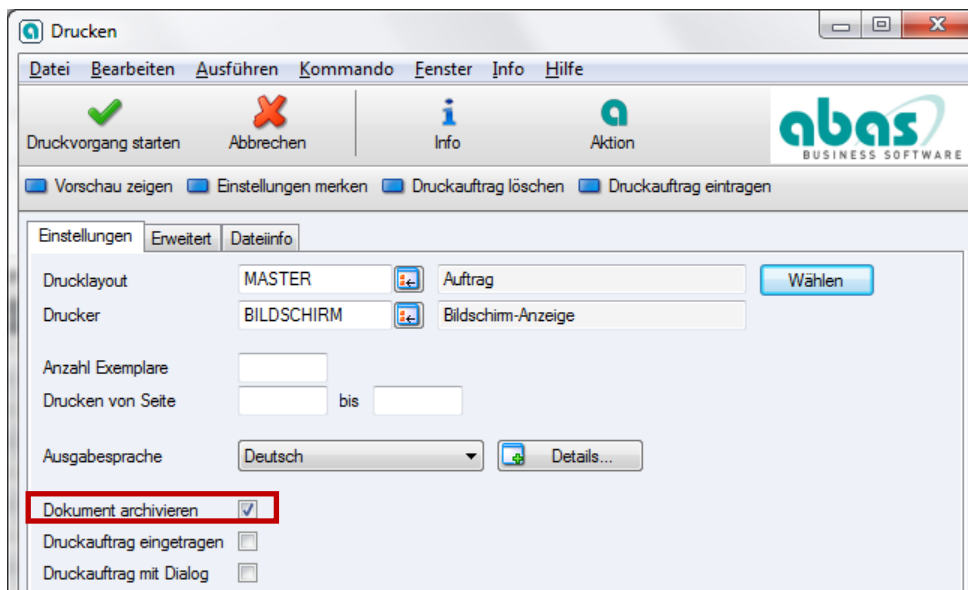 Drucken
Datei Bearbeiten Ausführen Kommando Fenster Info Hilfe
Druckvorgang starten Abbrechen Info Aktion
abas
BUSINESS SOFTWARE
Vorschau zeigen Einstellungen merken Druckauftrag löschen Druckauftrag eintragen
Einstellungen Erweitert Dateiinfo
Drucklayout MASTER Auftrag Wählen
Drucker BILDSCHIRM Bildschirm-Anzeige
Anzahl Exemplare
Drucken von Seite bis
Ausgabesprache Deutsch Details...
Dokument archivieren
Druckauftrag eingetragen
Druckauftrag mit Dialog